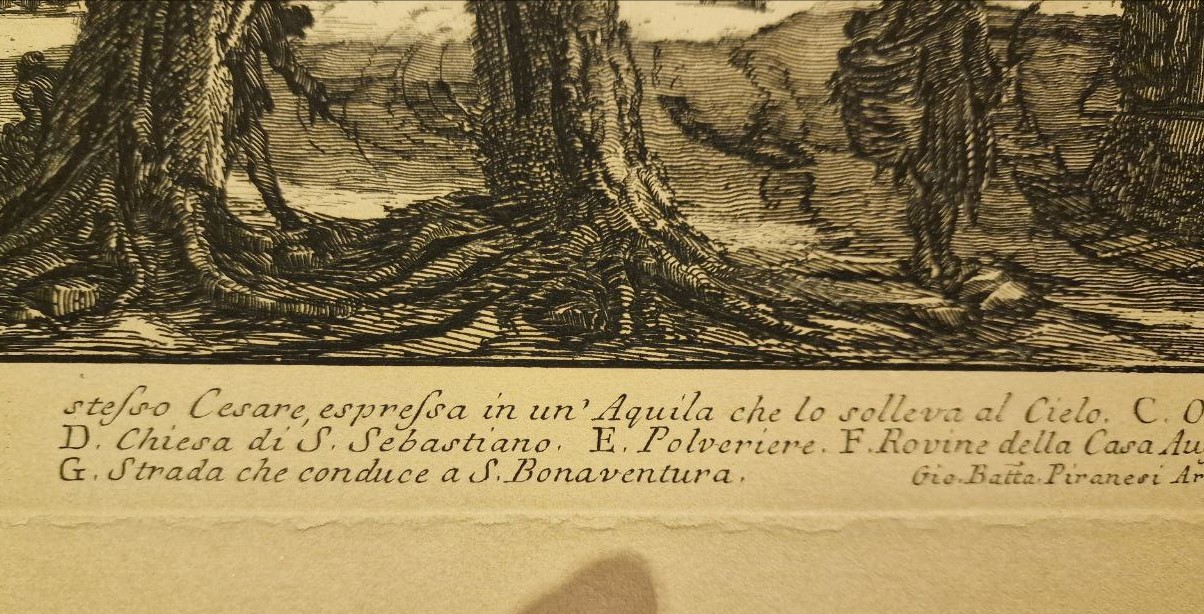 steſso Cesare, espreſsa in un' Aquila che lo solleva al Cielo. C.
D. Chiesa di S. Sebastiano. E. Polveriere. F. Rovine della Casa
G. Strada che conduce a S. Bonaventura. Gio. Batta. Piranesi